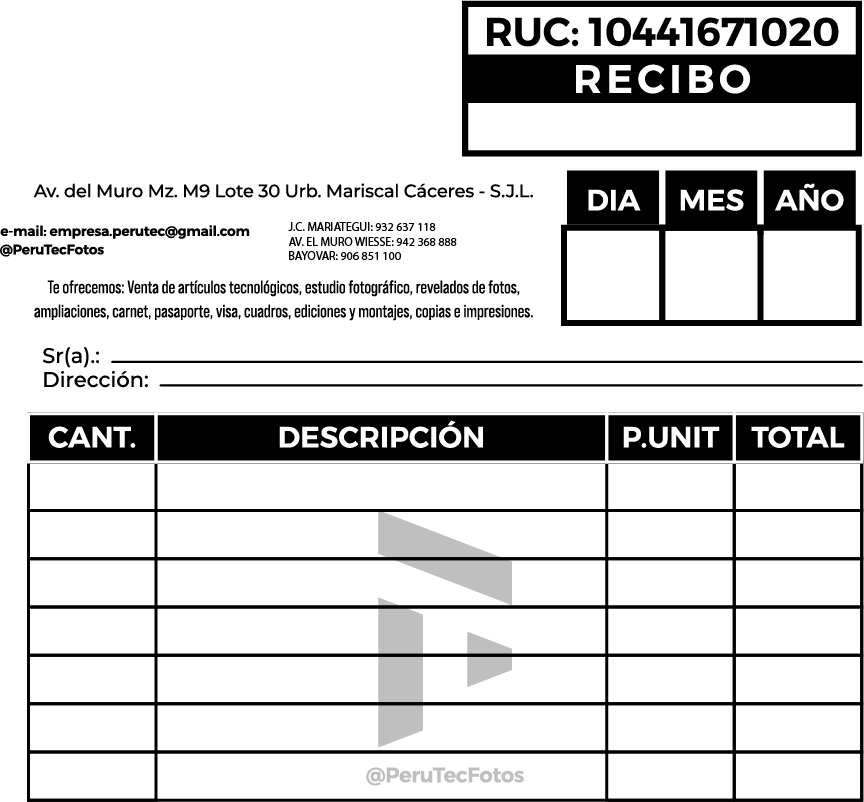 RUC: 10441671020
RECIBO
Av. del Muro Mz. M9 Lote 30 Urb. Mariscal Cáceres - S.J.L.
DIA MES AÑO
e-mail: empresa.perutec@gmail.com
@PeruTecFotos
J.C. MARIATEGUI: 932 637 118
AV. EL MURO WIESSE: 942 368 888
BAYOVAR: 906 851 100
Te ofrecemos: Venta de artículos tecnológicos, estudio fotográfico, revelados de fotos,
ampliaciones, carnet, pasaporte, visa, cuadros, ediciones y montajes, copias e impresiones.
Sr(a).:
Dirección:
CANT. DESCRIPCIÓN P.UNIT TOTAL
@PeruTecFotos